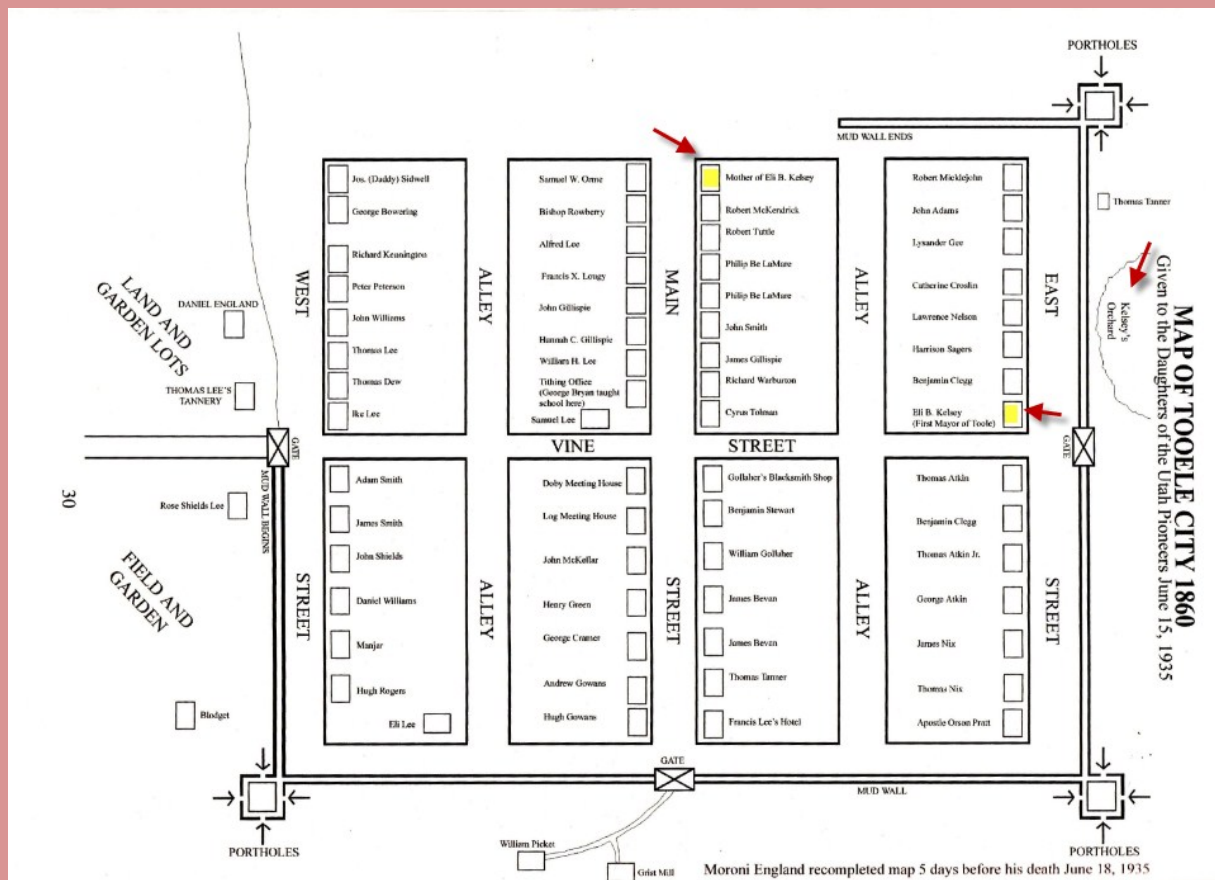 PORTHOLES
MUD WALL ENDS
Jos. (Daddy) Sidwell
George Bowering
Richard Kennington
Peter Peterson
John Williams
Thomas Lee
Thomas Dew
Ike Lee
Samuel W. Orme
Bishop Rowberry
Alfred Lee
Francis X. Lougy
John Gillispie
Hannah C. Gillispie
William H. Lee
Tithing Office
(George Bryan taught
school here)
Samuel Lee
Mother of Eli B. Kelsey
Robert McKendrick
Robert Tuttle
Philip Be LaMare
Philip Be LaMare
John Smith
James Gillispie
Richard Warburton
Cyrus Tolman
Robert Micklejohn
John Adams
Lysander Gee
Catherine Croslin
Lawrence Nelson
Harrison Sagers
Benjamin Clegg
Eli B. Kelsey
(First Mayor of Toole)
Thomas Tanner
Kelsey's
Orchard
MAP OF TOOELE CITY 1860
Given to the Daughters of the Utah Pioneers June 15, 1935
WEST
ALLEY
MAIN
ALLEY
EAST
LAND AND
GARDEN LOTS
DANIEL ENGLAND
THOMAS LEE'S
TANNERY
GATE
VINE
STREET
GATE
30
MUD WALL BEGINS
Rose Shields Lee
FIELD AND
GARDEN
Blodget
Adam Smith
James Smith
John Shields
Daniel Williams
Manjar
Hugh Rogers
Eli Lee
Doby Meeting House
Log Meeting House
John McKellar
Henry Green
George Cramer
Andrew Gowans
Hugh Gowans
Gollaher's Blacksmith Shop
Benjamin Stewart
William Gollaher
James Bevan
James Bevan
Thomas Tanner
Francis Lee's Hotel
Thomas Atkin
Benjamin Clegg
Thomas Atkin Jr.
George Atkin
James Nix
Thomas Nix
Apostle Orson Pratt
STREET
ALLEY
STREET
ALLEY
STREET
GATE
MUD WALL
PORTHOLES
PORTHOLES
William Picket
Grist Mill
Moroni England recompleted map 5 days before his death June 18, 1935